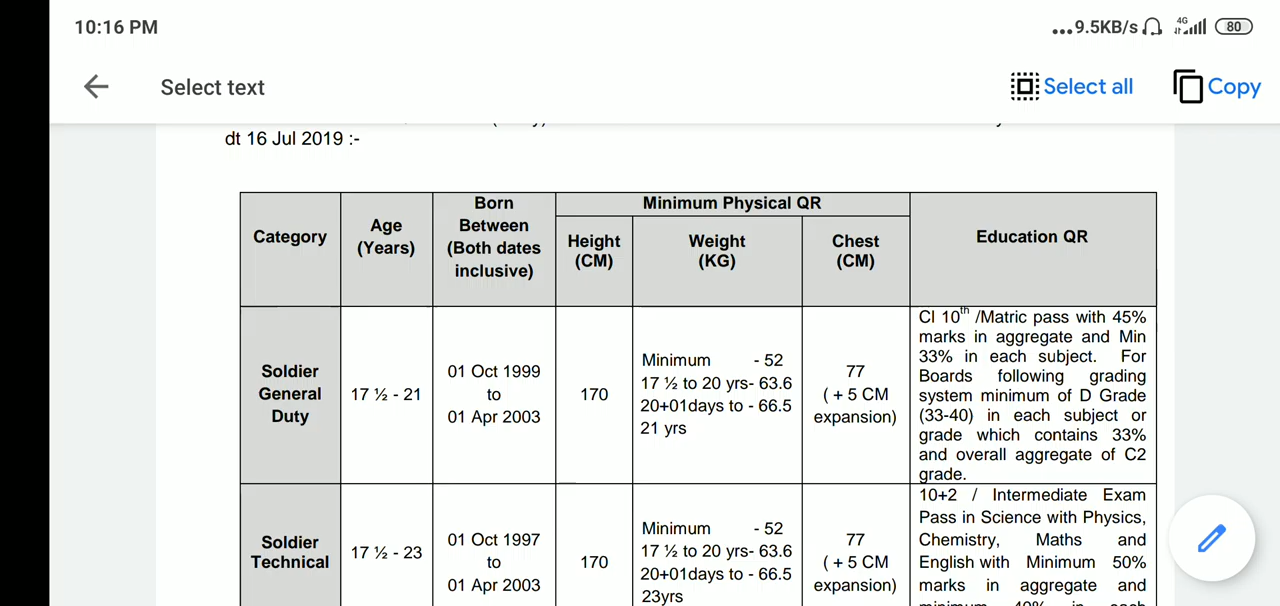 10:16 PM
...9.5KB/s 4G 80
Select text
Select all
Copy
dt 16 Jul 2019 :-
Category
Age
(Years)
Born
Between
(Both dates
inclusive)
Minimum Physical QR
Height
(CM)
Weight
(KG)
Chest
(CM)
Education QR
Soldier
General
Duty
17 ½ - 21
01 Oct 1999
to
01 Apr 2003
170
Minimum - 52
17 ½ to 20 yrs- 63.6
20+01days to - 66.5
21 yrs
77
( + 5 CM
expansion)
Cl 10th /Matric pass with 45%
marks in aggregate and Min
33% in each subject. For
Boards following grading
system minimum of D Grade
(33-40) in each subject or
grade which contains 33%
and overall aggregate of C2
grade.
Soldier
Technical
17 ½ - 23
01 Oct 1997
to
01 Apr 2003
170
Minimum - 52
17 ½ to 20 yrs- 63.6
20+01days to - 66.5
23yrs
77
( + 5 CM
expansion)
10+2 / Intermediate Exam
Pass in Science with Physics,
Chemistry, Maths and
English with Minimum 50%
marks in aggregate and
minimum 40% in each